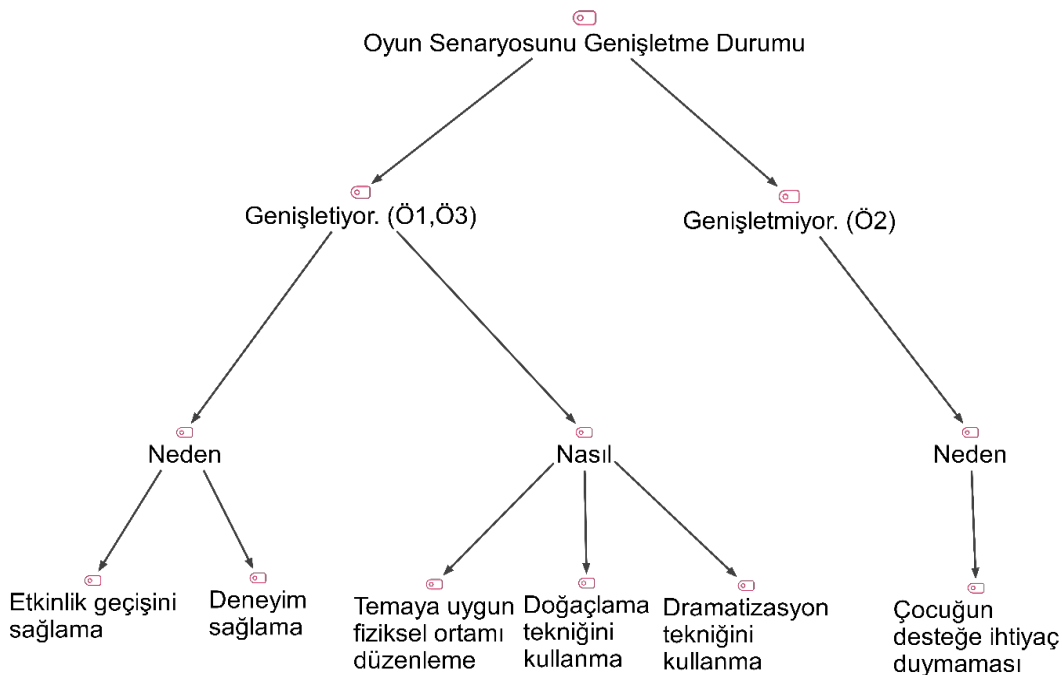 Oyun Senaryosunu Genişletme Durumu
Genişletiyor. (Ö1,Ö3)
Genişletmiyor. (Ö2)
Neden
Nasıl
Neden
Etkinlik geçişini
sağlama
Deneyim
sağlama
Temaya uygun
fiziksel ortamı
düzenleme
Doğaçlama
tekniğini
kullanma
Dramatizasyon
tekniğini
kullanma
Çocuğun
desteğe ihtiyaç
duymaması